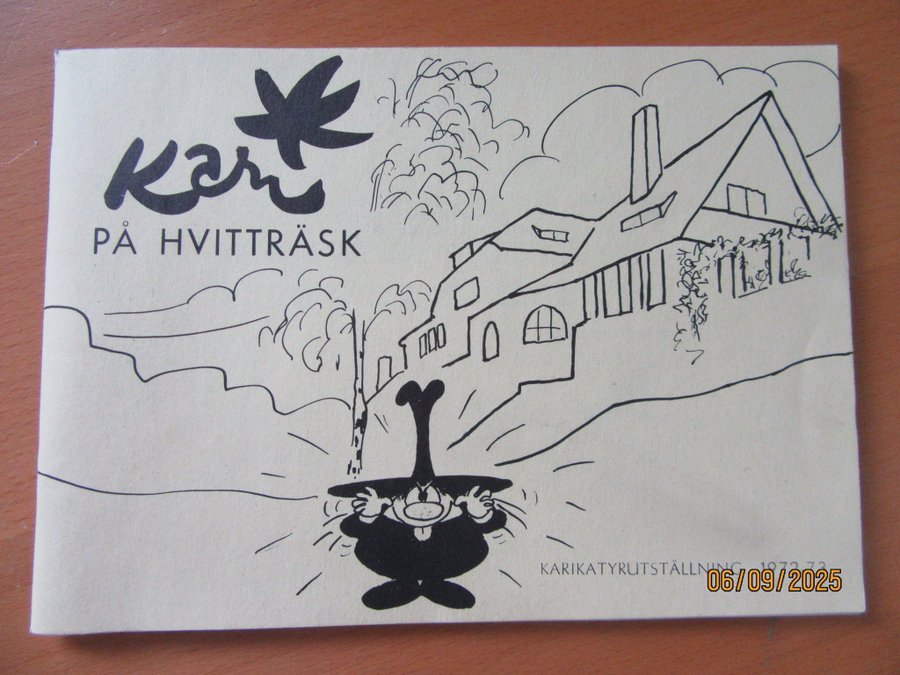 Kari
PÅ HVITTRÄSK
KARIKATYRUTSTÄLLNING 1972-73
06/09/2025